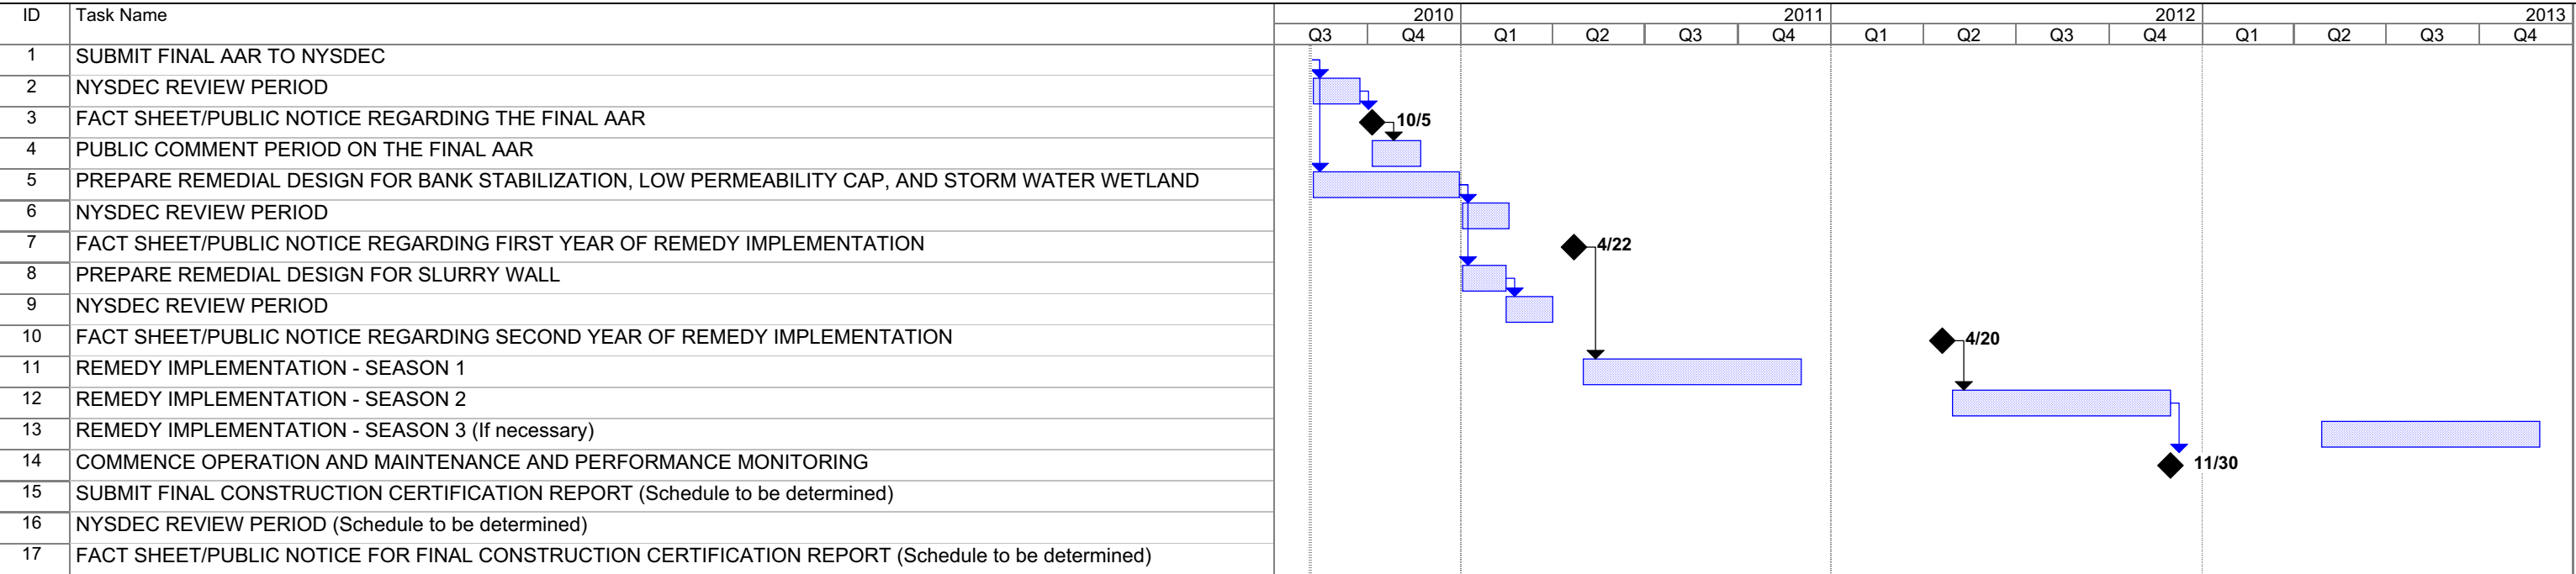 ID Task Name 2010 2011 2012 2013
Q3 Q4 Q1 Q2 Q3 Q4 Q1 Q2 Q3 Q4 Q1 Q2 Q3 Q4
1 SUBMIT FINAL AAR TO NYSDEC
2 NYSDEC REVIEW PERIOD
3 FACT SHEET/PUBLIC NOTICE REGARDING THE FINAL AAR 10/5
4 PUBLIC COMMENT PERIOD ON THE FINAL AAR
5 PREPARE REMEDIAL DESIGN FOR BANK STABILIZATION, LOW PERMEABILITY CAP, AND STORM WATER WETLAND
6 NYSDEC REVIEW PERIOD
7 FACT SHEET/PUBLIC NOTICE REGARDING FIRST YEAR OF REMEDY IMPLEMENTATION 4/22
8 PREPARE REMEDIAL DESIGN FOR SLURRY WALL
9 NYSDEC REVIEW PERIOD
10 FACT SHEET/PUBLIC NOTICE REGARDING SECOND YEAR OF REMEDY IMPLEMENTATION 4/20
11 REMEDY IMPLEMENTATION - SEASON 1
12 REMEDY IMPLEMENTATION - SEASON 2
13 REMEDY IMPLEMENTATION - SEASON 3 (If necessary)
14 COMMENCE OPERATION AND MAINTENANCE AND PERFORMANCE MONITORING 11/30
15 SUBMIT FINAL CONSTRUCTION CERTIFICATION REPORT (Schedule to be determined)
16 NYSDEC REVIEW PERIOD (Schedule to be determined)
17 FACT SHEET/PUBLIC NOTICE FOR FINAL CONSTRUCTION CERTIFICATION REPORT (Schedule to be determined)